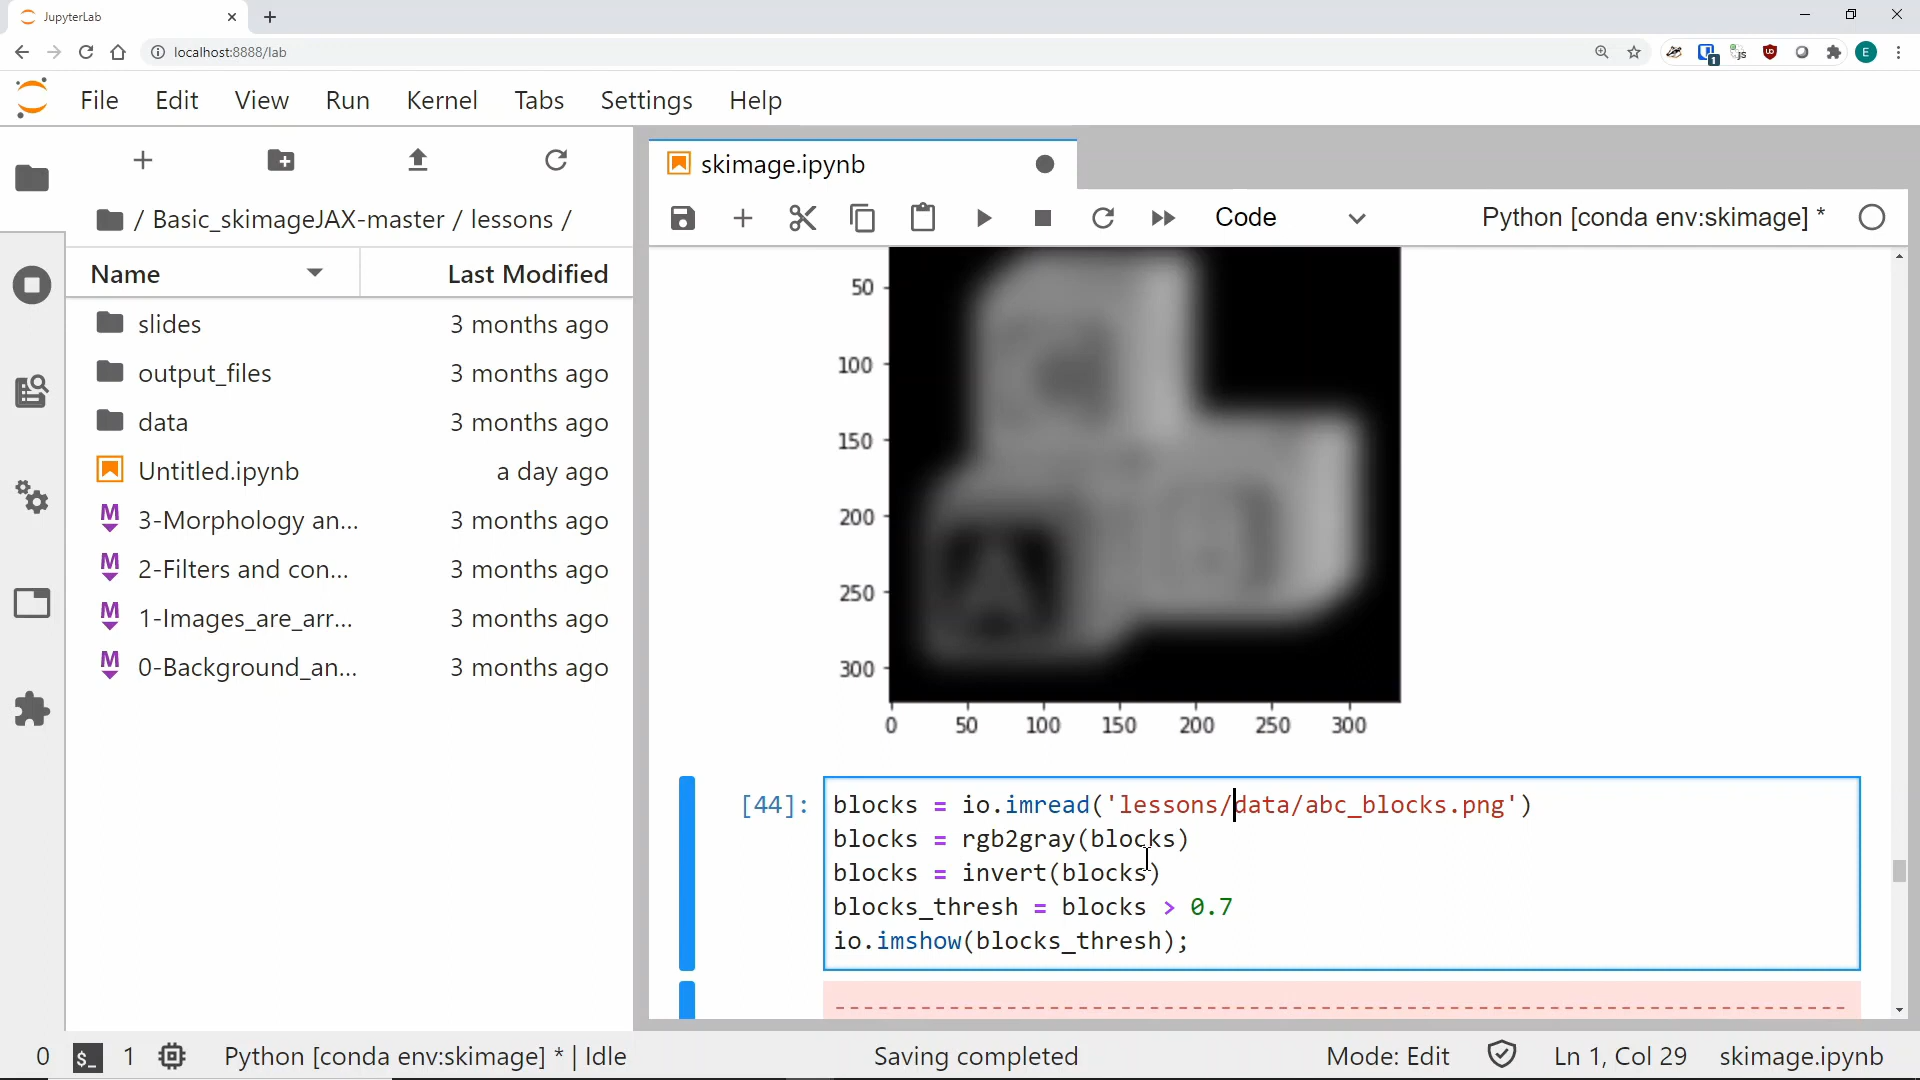 JupyterLab
localhost:8888/lab
1
JS
E
File Edit View Run Kernel Tabs Settings Help
/ Basic_skimageJAX-master / lessons /
Name Last Modified
slides 3 months ago
output_files 3 months ago
data 3 months ago
Untitled.ipynb a day ago
M 3-Morphology an... 3 months ago
M 2-Filters and con... 3 months ago
M 1-Images_are_arr... 3 months ago
M 0-Background_an... 3 months ago
skimage.ipynb
Code
Python [conda env:skimage] *
50
100
150
200
250
300
0 50 100 150 200 250 300
A
[44]:
blocks = io.imread('lessons/data/abc_blocks.png')
blocks = rgb2gray(blocks)
blocks = invert(blocks)
blocks_thresh = blocks > 0.7
io.imshow(blocks_thresh);
---------------------------------------------------------------------------
0 $_ 1 Python [conda env:skimage] * | Idle Saving completed Mode: Edit Ln 1, Col 29 skimage.ipynb